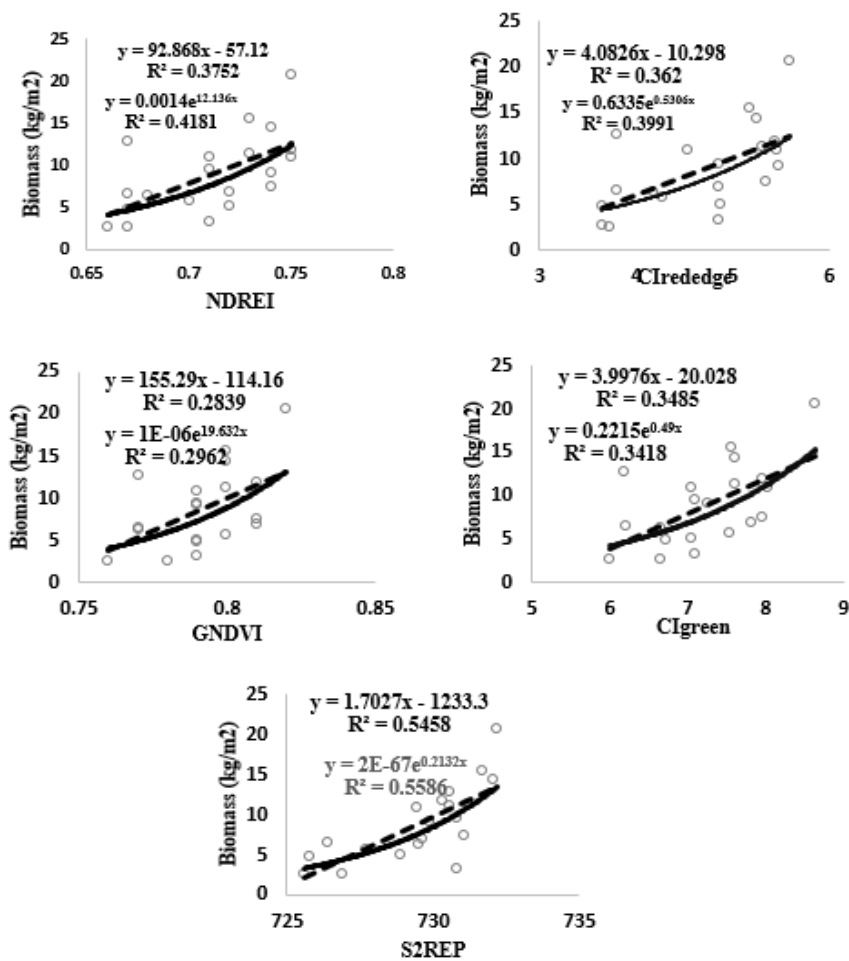 25
20
15
10
5
0
Biomass (kg/m2)
y = 92.868x - 57.12
R² = 0.3752
y = 0.0014e^12.136x
R² = 0.4181
0.65
0.7
0.75
0.8
NDREI
25
20
15
10
5
0
Biomass (kg/m2)
y = 4.0826x - 10.298
R² = 0.362
y = 0.6335e^0.5306x
R² = 0.3991
3
4
5
6
CIrededge
25
20
15
10
5
0
Biomass (kg/m2)
y = 155.29x - 114.16
R² = 0.2839
y = 1E-06e^19.632x
R² = 0.2962
0.75
0.8
0.85
GNDVI
25
20
15
10
5
0
Biomass (kg/m2)
y = 3.9976x - 20.028
R² = 0.3485
y = 0.2215e^0.49x
R² = 0.3418
5
6
7
8
9
CIgreen
25
20
15
10
5
0
Biomass (kg/m2)
y = 1.7027x - 1233.3
R² = 0.5458
y = 2E-67e^0.2132x
R² = 0.5586
725
730
735
S2REP